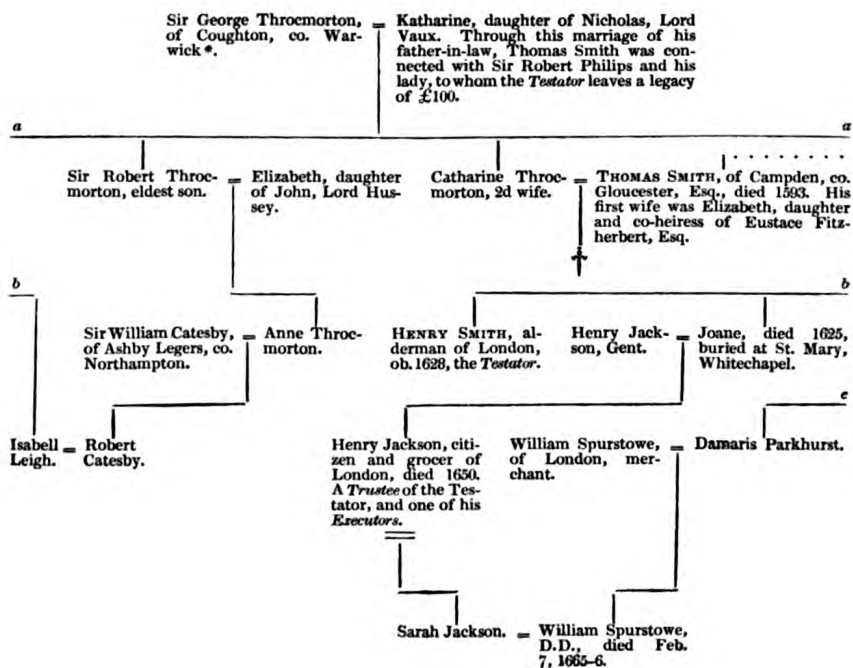 Sir George Throcmorton,
of Coughton, co. War-
wick *.
=
Katharine, daughter of Nicholas, Lord
Vaux. Through this marriage of his
father-in-law, Thomas Smith was con-
nected with Sir Robert Philips and his
lady, to whom the Testator leaves a legacy
of £100.
a
a
Sir Robert Throc-
morton, eldest son.
=
Elizabeth, daughter
of John, Lord Hus-
sey.
Catharine Throc-
morton, 2d wife.
=
THOMAS SMITH, of Campden, co.
Gloucester, Esq., died 1593. His
first wife was Elizabeth, daughter
and co-heiress of Eustace Fitz-
herbert, Esq.
b
b
Sir William Catesby,
of Ashby Legers, co.
Northampton.
=
Anne Throc-
morton.
HENRY SMITH, al-
derman of London,
ob. 1628, the Testator.
Henry Jack-
son, Gent.
=
Joane, died 1625,
buried at St. Mary,
Whitechapel.
Isabell
Leigh.
=
Robert
Catesby.
Henry Jackson, citi-
zen and grocer of
London, died 1650.
A Trustee of the Tes-
tator, and one of his
Executors.
William Spurstowe,
of London, mer-
chant.
=
Damaris Parkhurst.
Sarah Jackson.
=
William Spurstowe,
D.D., died Feb.
7, 1665-6.